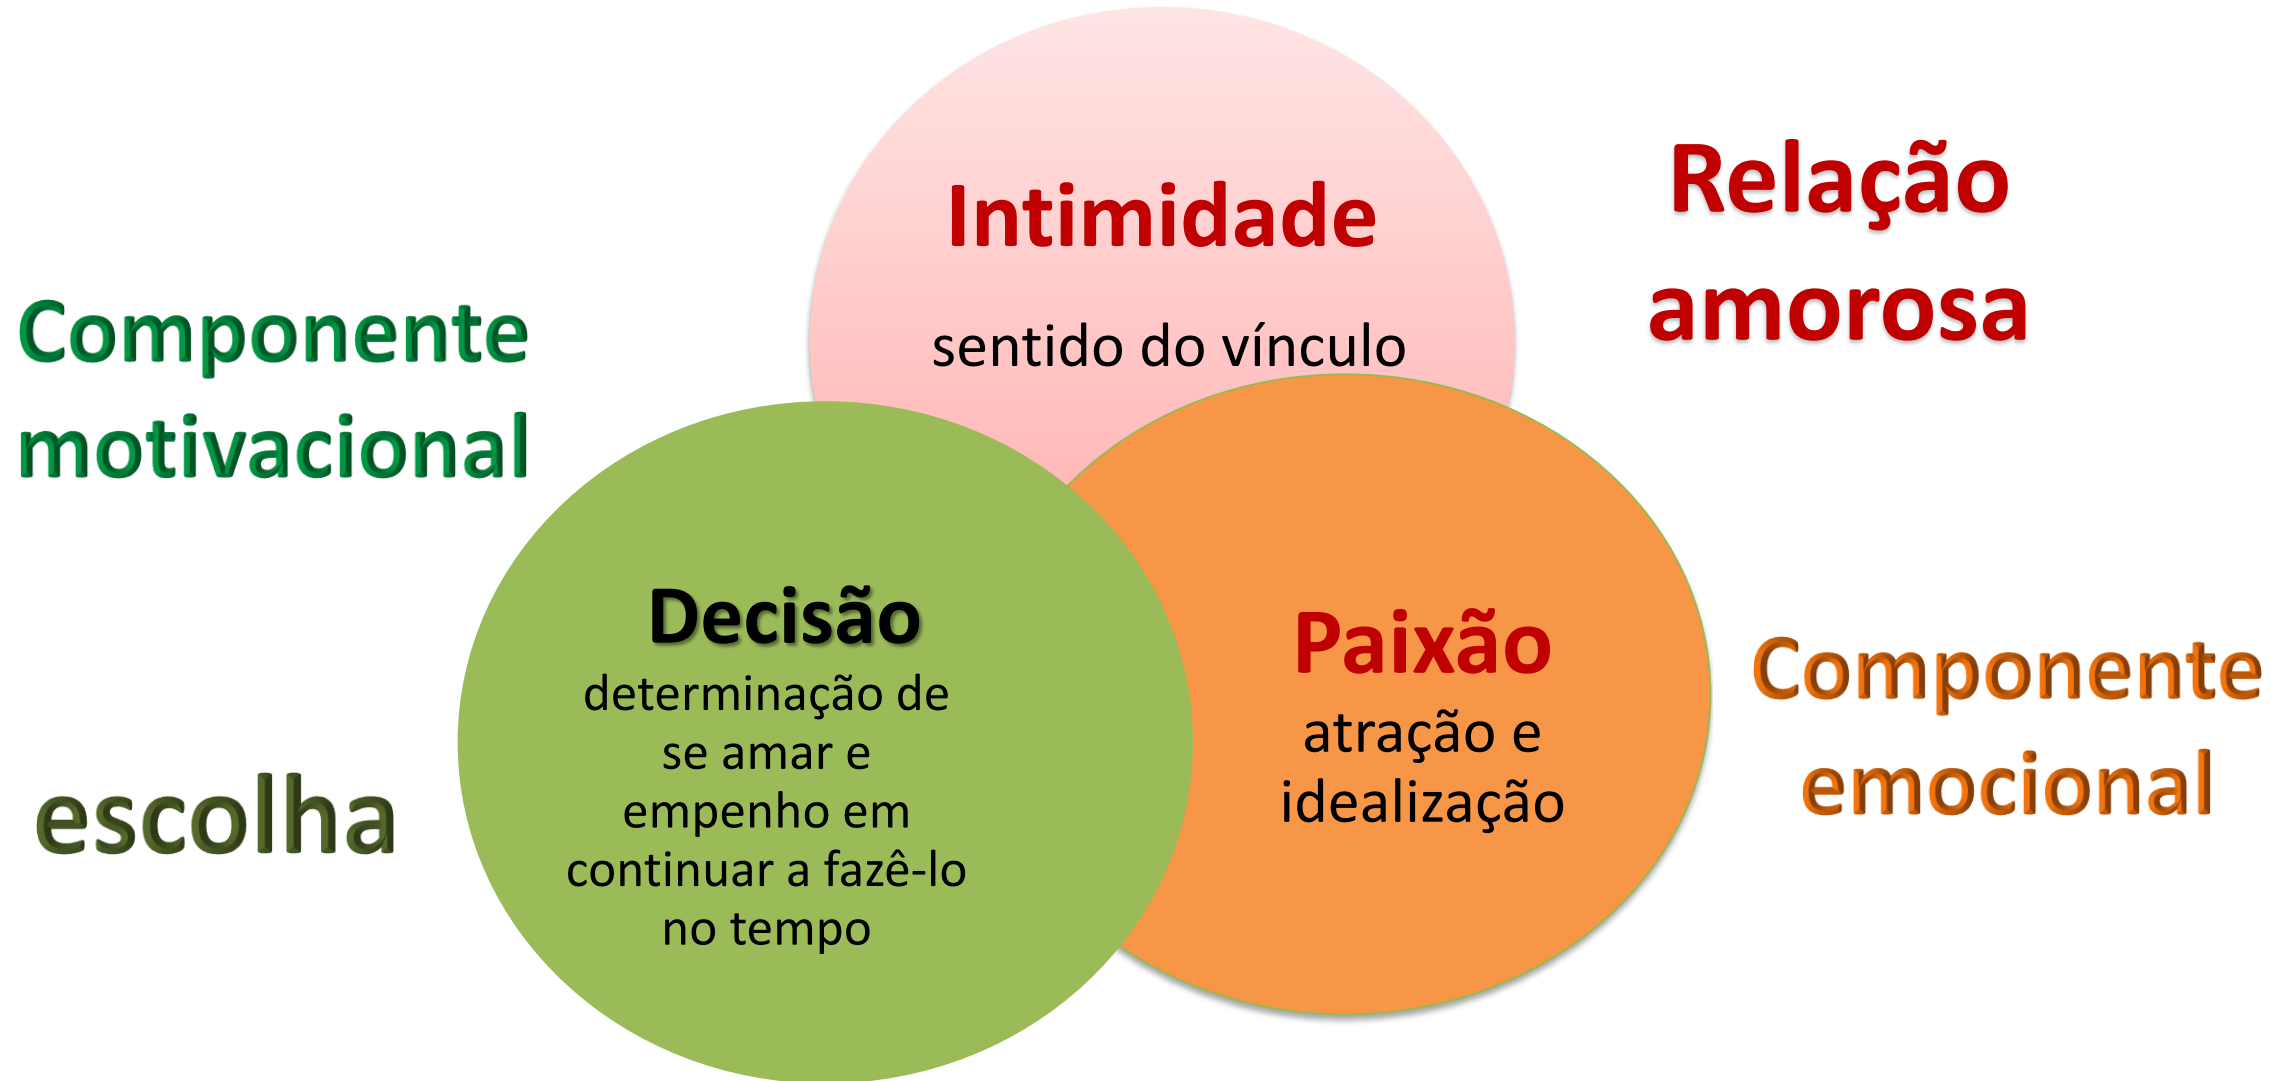 Intimidade
sentido do vínculo
Relação
amorosa
Componente
motivacional
Decisão
determinação de
se amar e
empenho em
continuar a fazê-lo
no tempo
Paixão
atração e
idealização
Componente
emocional
escolha